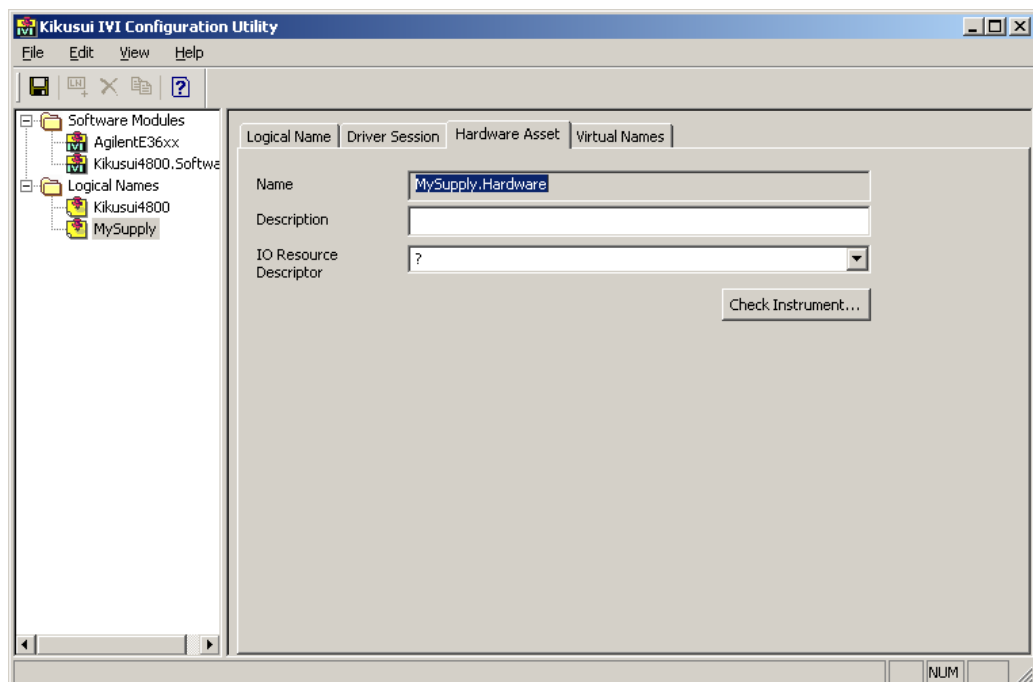 Kikusui IVI Configuration Utility
File Edit View Help
Software Modules
AgilentE36xx
Kikusui4800.Softwa
Logical Names
Kikusui4800
MySupply
Logical Name Driver Session Hardware Asset Virtual Names
Name MySupply.Hardware
Description
IO Resource
Descriptor
?
Check Instrument...
NUM